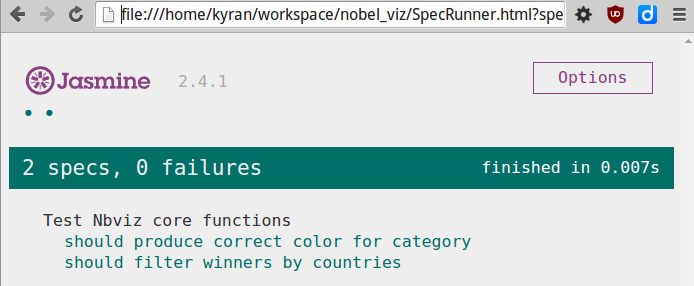 file:///home/kyran/workspace/nobel_viz/SpecRunner.html?spe
Jasmine 2.4.1
Options
2 specs, 0 failures
finished in 0.007s
Test Nbviz core functions
should produce correct color for category
should filter winners by countries